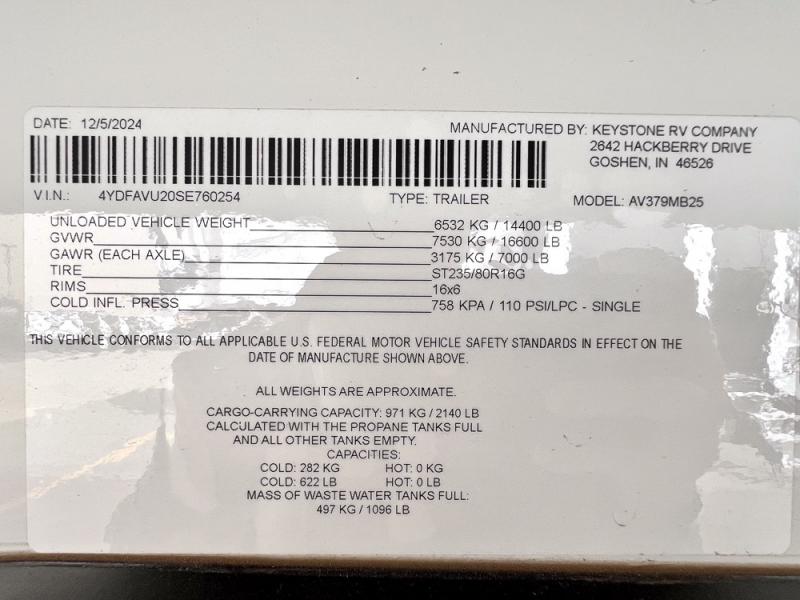 DATE: 12/5/2024
MANUFACTURED BY: KEYSTONE RV COMPANY
2642 HACKBERRY DRIVE
GOSHEN, IN 46526
V.I.N.: 4YDFAVU20SE760254 TYPE: TRAILER MODEL: AV379MB25
UNLOADED VEHICLE WEIGHT 6532 KG / 14400 LB
GVWR 7530 KG / 16600 LB
GAWR (EACH AXLE) 3175 KG / 7000 LB
TIRE ST235/80R16G
RIMS 16x6
COLD INFL. PRESS 758 KPA / 110 PSI/LPC - SINGLE
THIS VEHICLE CONFORMS TO ALL APPLICABLE U.S. FEDERAL MOTOR VEHICLE SAFETY STANDARDS IN EFFECT ON THE
DATE OF MANUFACTURE SHOWN ABOVE.
ALL WEIGHTS ARE APPROXIMATE.
CARGO-CARRYING CAPACITY: 971 KG / 2140 LB
CALCULATED WITH THE PROPANE TANKS FULL
AND ALL OTHER TANKS EMPTY.
CAPACITIES:
COLD: 282 KG HOT: 0 KG
COLD: 622 LB HOT: 0 LB
MASS OF WASTE WATER TANKS FULL:
497 KG / 1096 LB